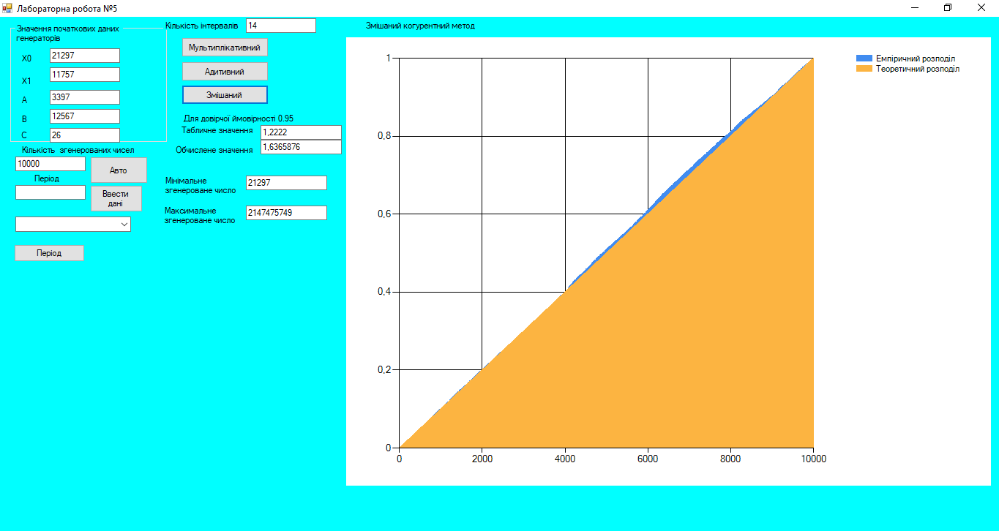 Лабораторна робота №5
Значення початкових даних
генераторів
X0
21297
X1
11757
A
3397
B
12567
C
26
Кількість згенерованих чисел
10000
Авто
Період
Ввести
дані
Період
Кількість інтервалів
14
Мультиплікативний
Адитивний
Змішаний
Для довірчої ймовірності 0.95
Табличне значення
1,2222
Обчислене значення
1,6365876
Мінімальне
згенероване число
21297
Максимальне
згенероване число
2147475749
Змішаний когурентний метод
1
0,8
0,6
0,4
0,2
0
0
2000
4000
6000
8000
10000
Емпіричний розподіл
Теоретичний розподіл